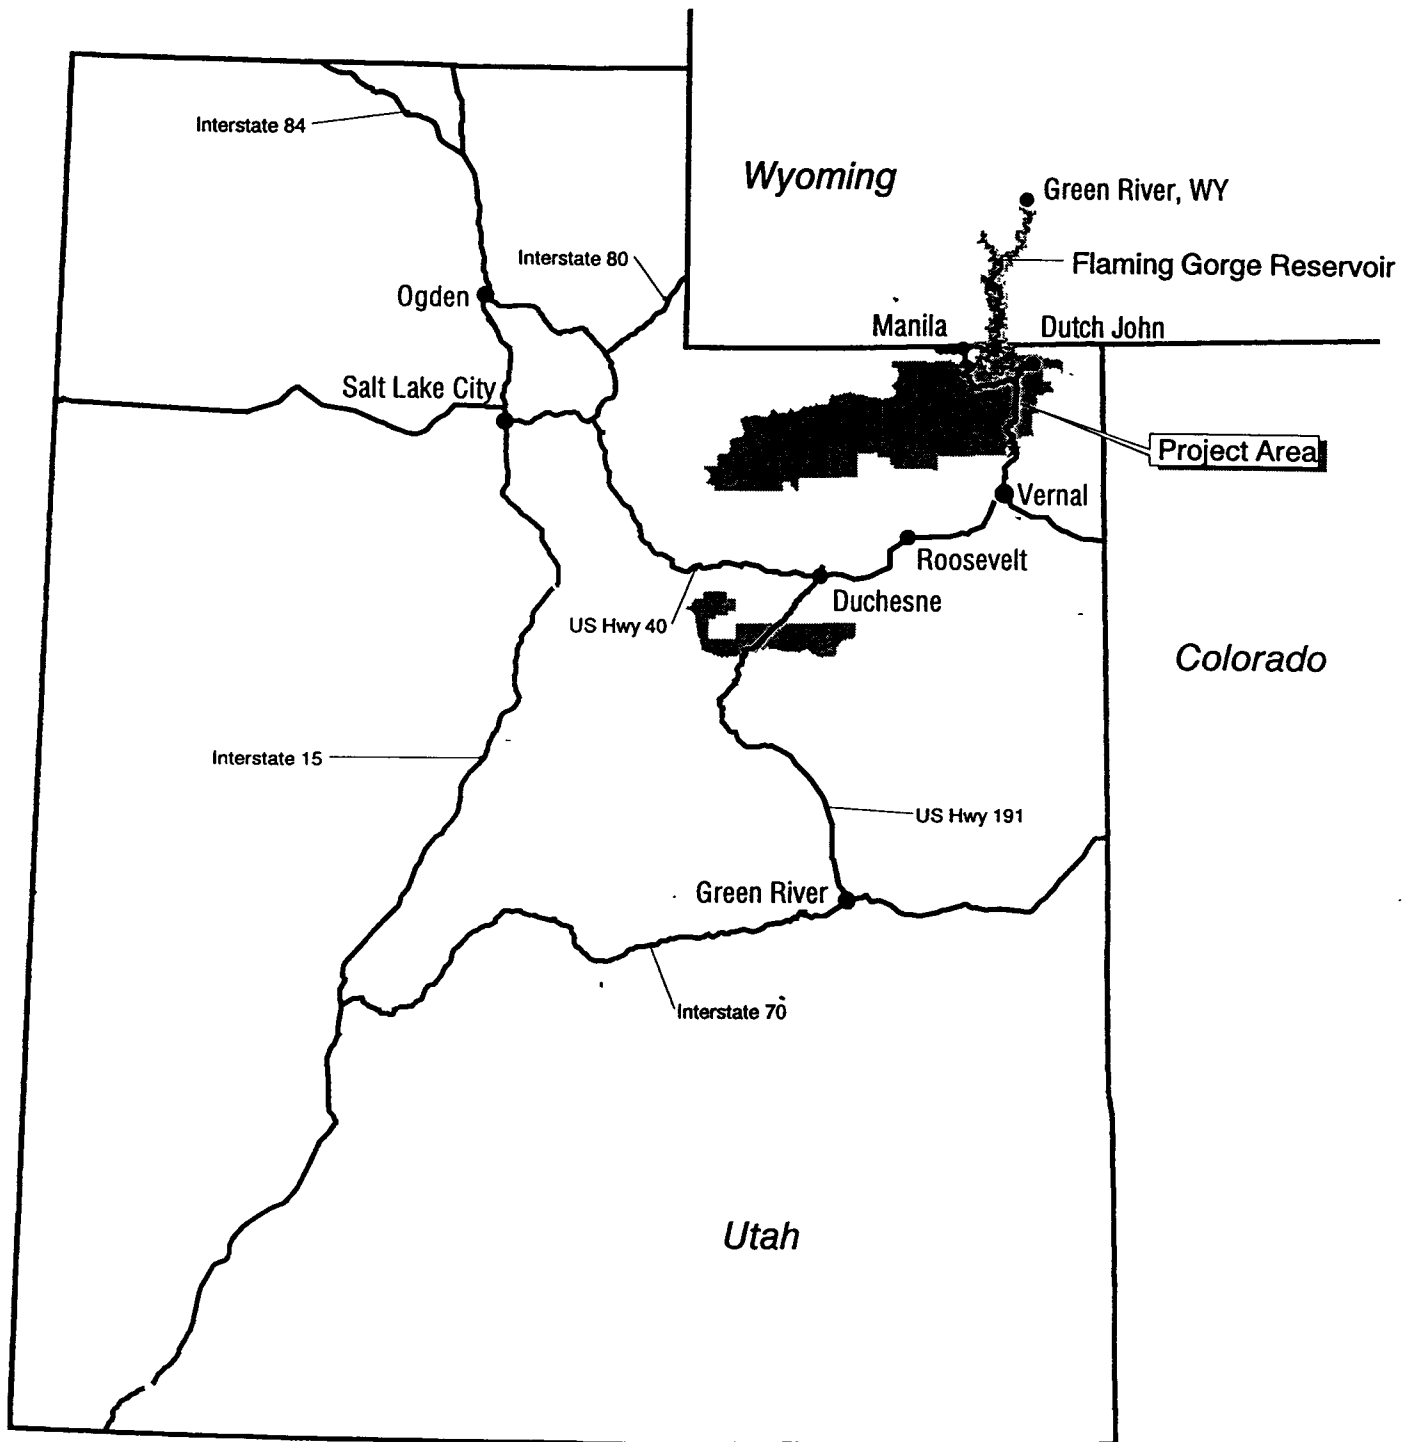 Interstate 84
Wyoming
Green River, WY
Interstate 80
Flaming Gorge Reservoir
Ogden
Manila
Dutch John
Salt Lake City
Project Area
Vernal
Roosevelt
Duchesne
US Hwy 40
Colorado
Interstate 15
US Hwy 191
Green River
Interstate 70
Utah